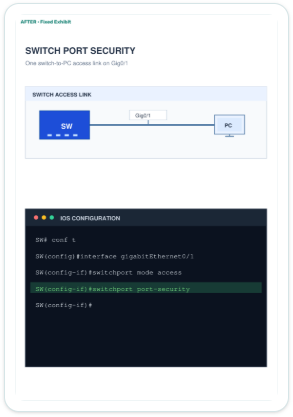 AFTER - Fixed Exhibit
SWITCH PORT SECURITY
One switch-to-PC access link on Gig0/1
SWITCH ACCESS LINK
Gig0/1
SW
PC
IOS CONFIGURATION
SW# conf t
SW(config)#interface gigabitEthernet0/1
SW(config-if)#switchport mode access
SW(config-if)#switchport port-security
SW(config-if)#